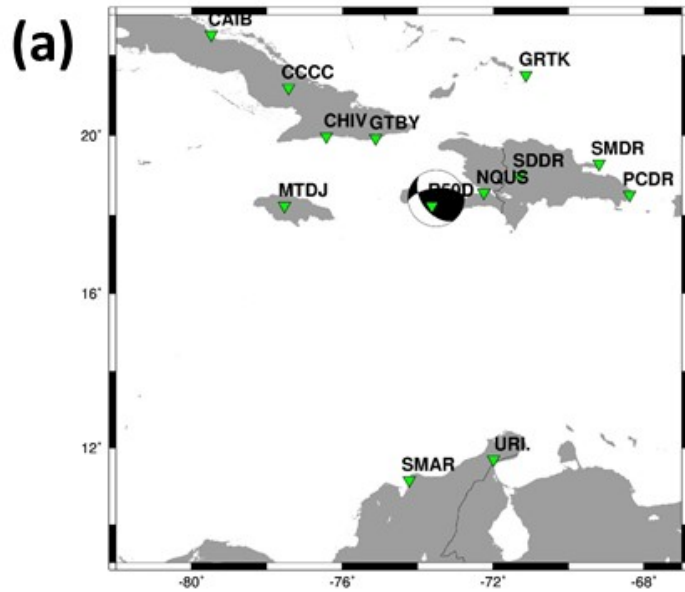 (a)
CAIB
GRTK
CCCC
CHIV GTBY
20°
SDDR SMDR
NQUS PCDR
MTDJ
16°
12°
URI.
SMAR
-80° -76° -72° -68°